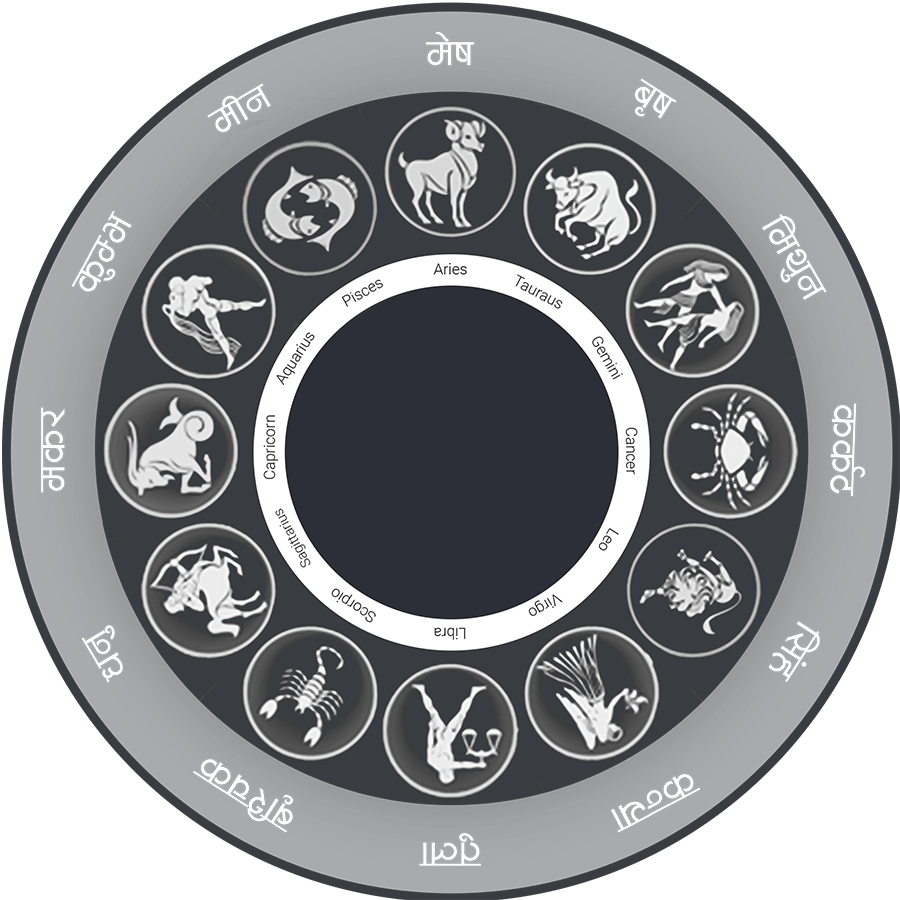 मेष
बृष
मिथुन
कर्कट
सिंह
कन्या
तुला
बृश्चिक
धनु
मकर
कुम्भ
मीन
Aries
Tauraus
Gemini
Cancer
Leo
Virgo
Libra
Scorpio
Sagittarius
Capricorn
Aquarius
Pisces